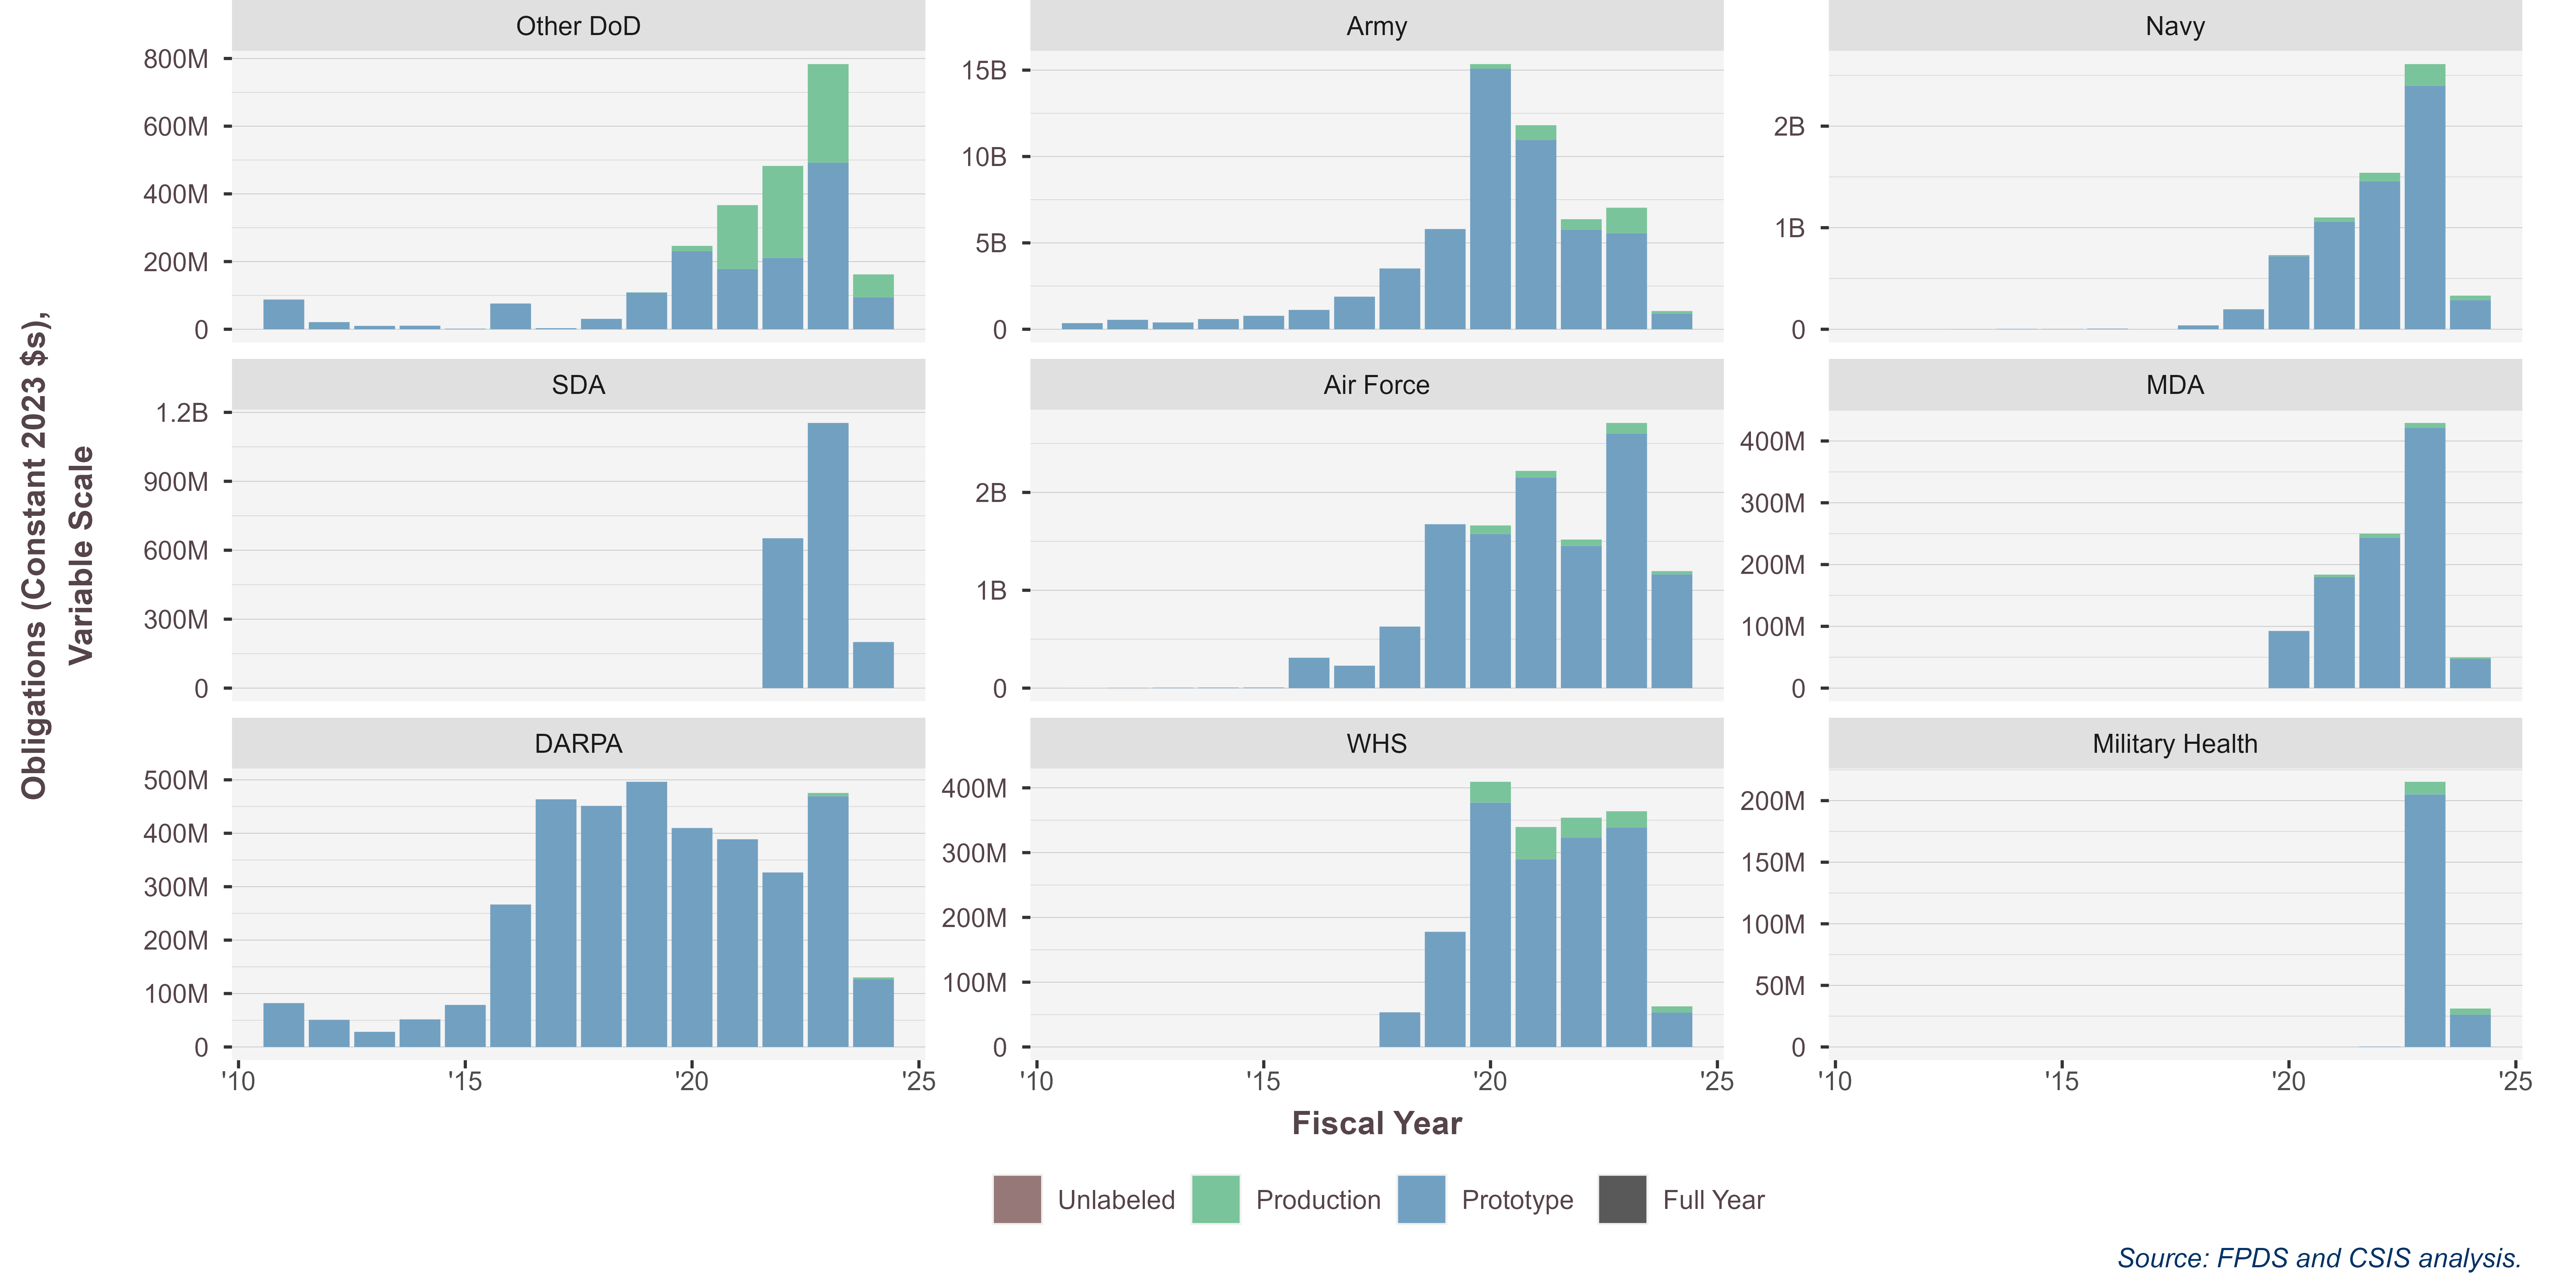 Obligations (Constant 2023 $s),
Variable Scale
Other DoD
800M
600M
400M
200M
0
Army
15B
10B
5B
0
Navy
2B
1B
0
SDA
1.2B
900M
600M
300M
0
Air Force
2B
1B
0
MDA
400M
300M
200M
100M
0
DARPA
500M
400M
300M
200M
100M
0
'10
'15
'20
'25
WHS
400M
300M
200M
100M
0
'10
'15
'20
'25
Military Health
200M
150M
100M
50M
0
'10
'15
'20
'25
Fiscal Year
Unlabeled
Production
Prototype
Full Year
Source: FPDS and CSIS analysis.